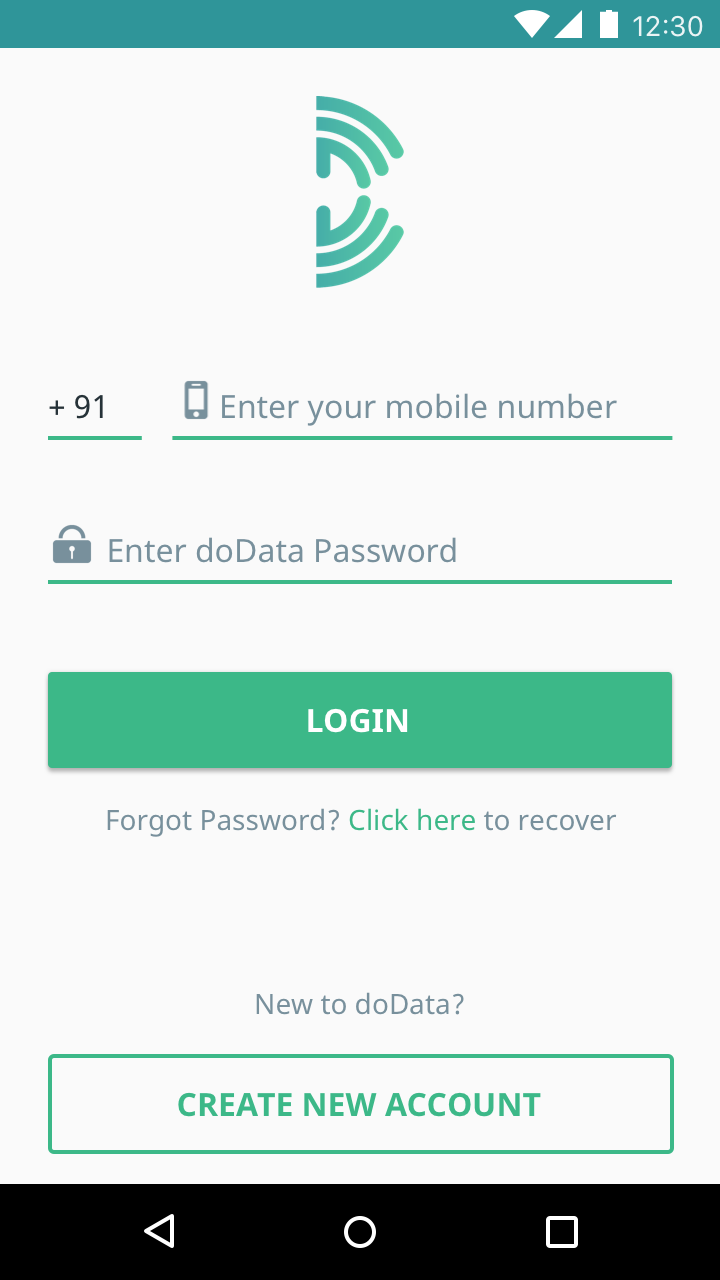 12:30
+ 91
Enter your mobile number
Enter doData Password
LOGIN
Forgot Password? Click here to recover
New to doData?
CREATE NEW ACCOUNT